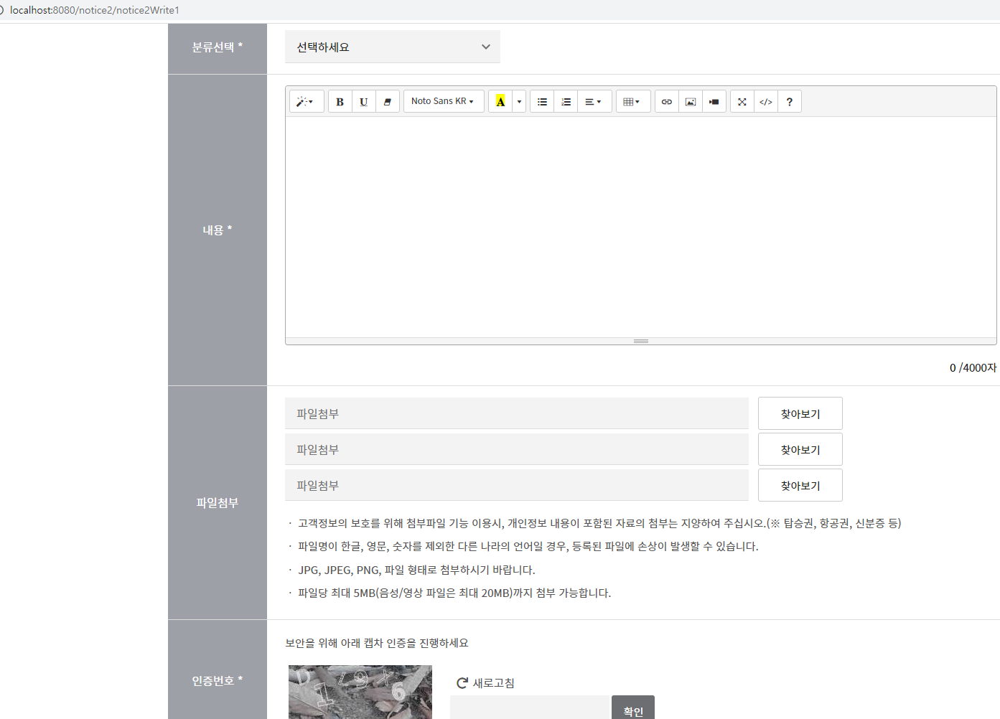 localhost:8080/notice2/notice2Write1
분류선택 *
선택하세요
내용 *
B U Noto Sans KR A </> ?
0 /4000자
파일첨부
파일첨부 찾아보기
파일첨부 찾아보기
파일첨부 찾아보기
· 고객정보의 보호를 위해 첨부파일 기능 이용시, 개인정보 내용이 포함된 자료의 첨부는 지양하여 주십시오.(※ 탑승권, 항공권, 신분증 등)
· 파일명이 한글, 영문, 숫자를 제외한 다른 나라의 언어일 경우, 등록된 파일에 손상이 발생할 수 있습니다.
· JPG, JPEG, PNG, 파일 형태로 첨부하시기 바랍니다.
· 파일당 최대 5MB(음성/영상 파일은 최대 20MB)까지 첨부 가능합니다.
인증번호 *
보안을 위해 아래 캡차 인증을 진행하세요
새로고침
확인